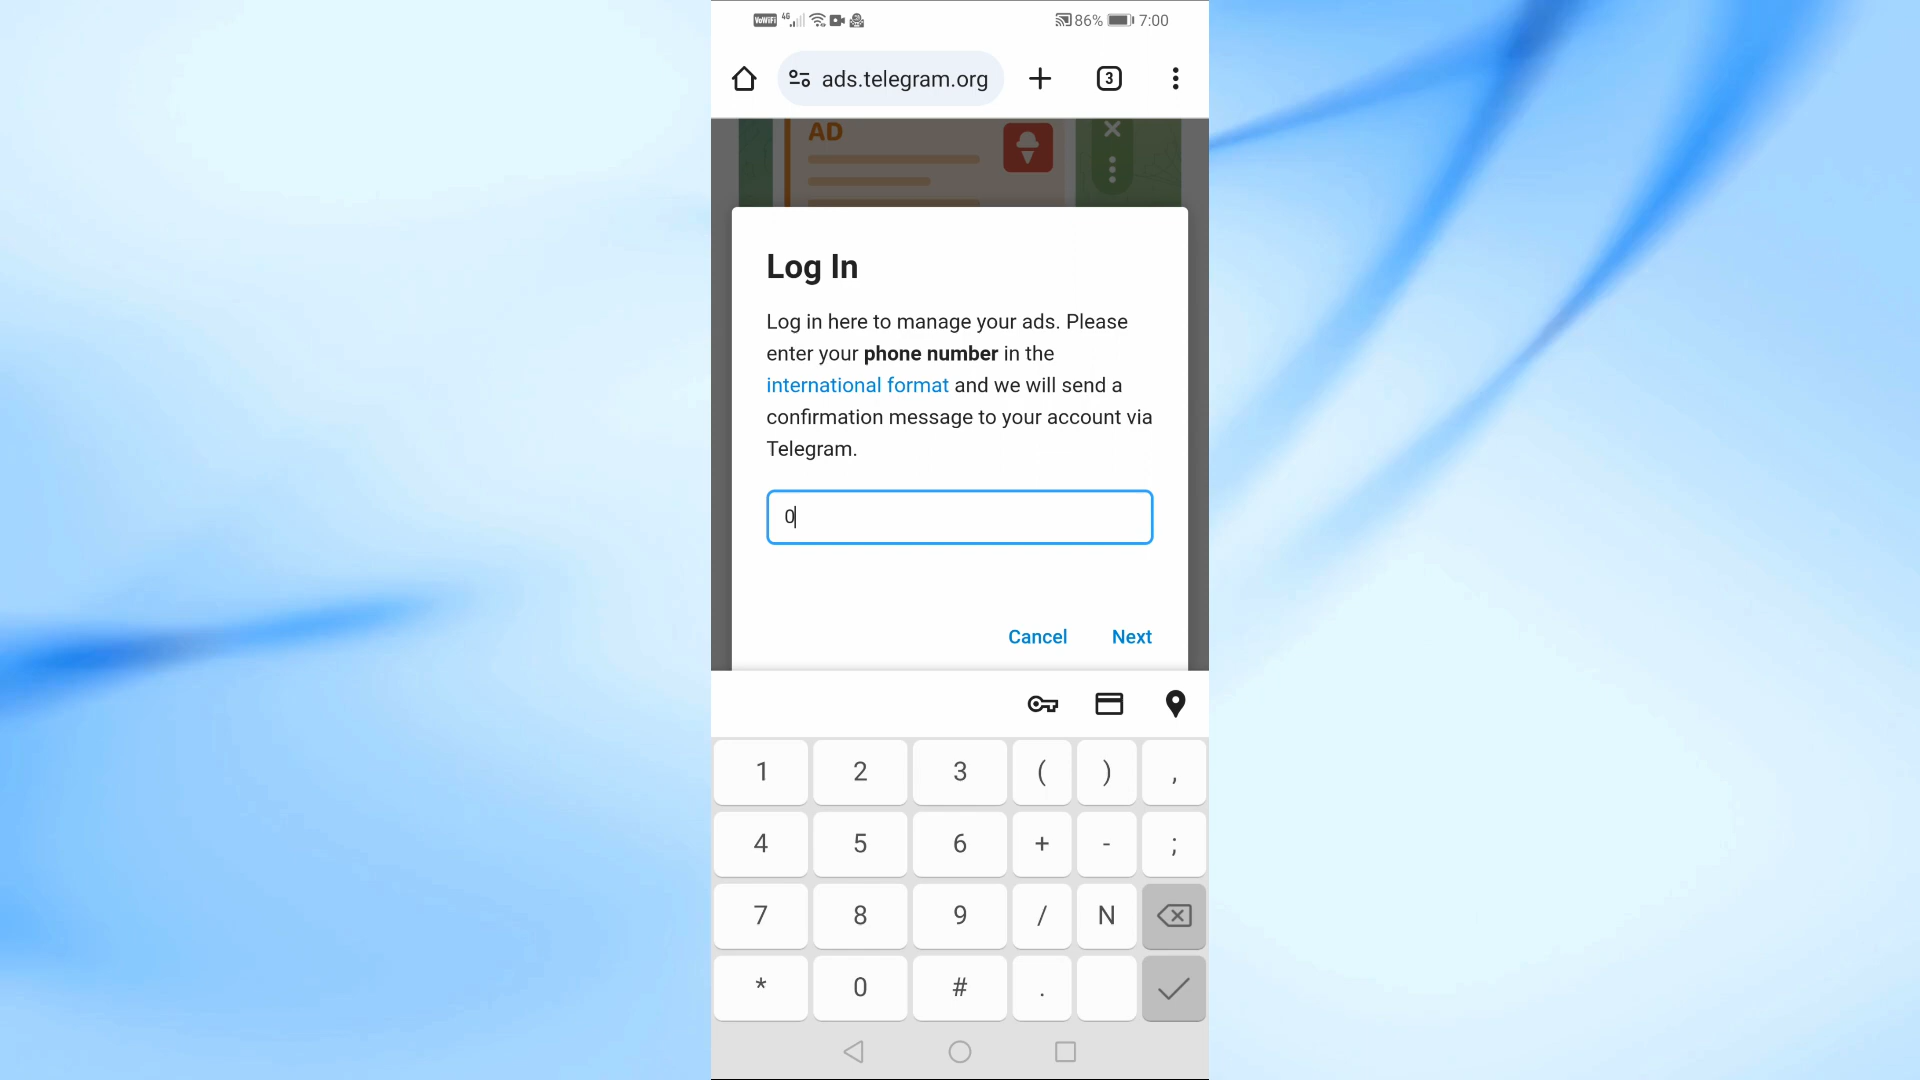 VoWiFi 4G 86% 7:00
ads.telegram.org 3
AD
Log In
Log in here to manage your ads. Please
enter your phone number in the
international format and we will send a
confirmation message to your account via
Telegram.
0
Cancel Next
1 2 3 ( ) ,
4 5 6 + - ;
7 8 9 / N
* 0 # .